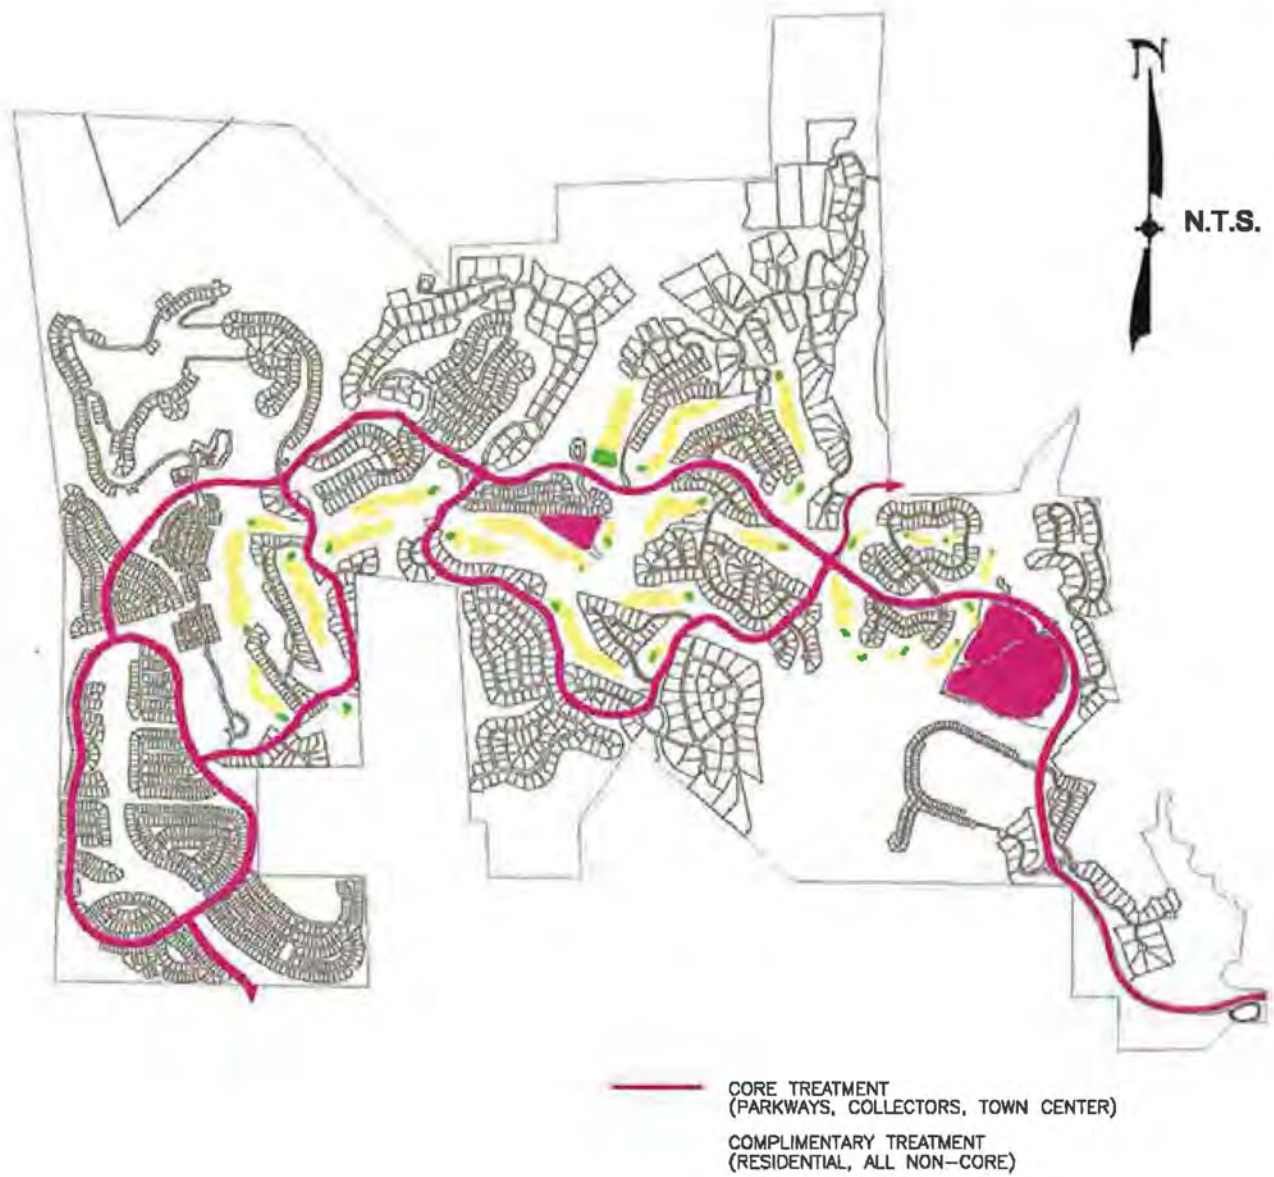 N
N.T.S.
CORE TREATMENT
(PARKWAYS, COLLECTORS, TOWN CENTER)
COMPLIMENTARY TREATMENT
(RESIDENTIAL, ALL NON-CORE)